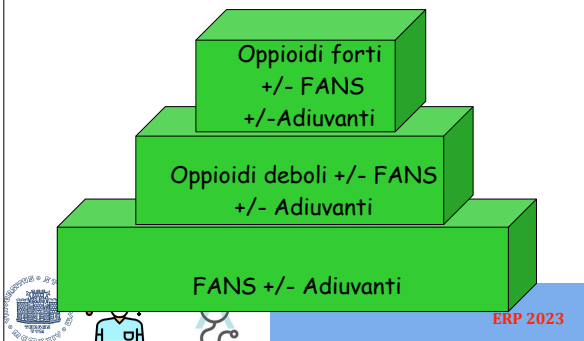 Oppioidi forti
+/- FANS
+/-Adiuvanti
Oppioidi deboli +/- FANS
+/- Adiuvanti
FANS +/- Adiuvanti
ERP 2023